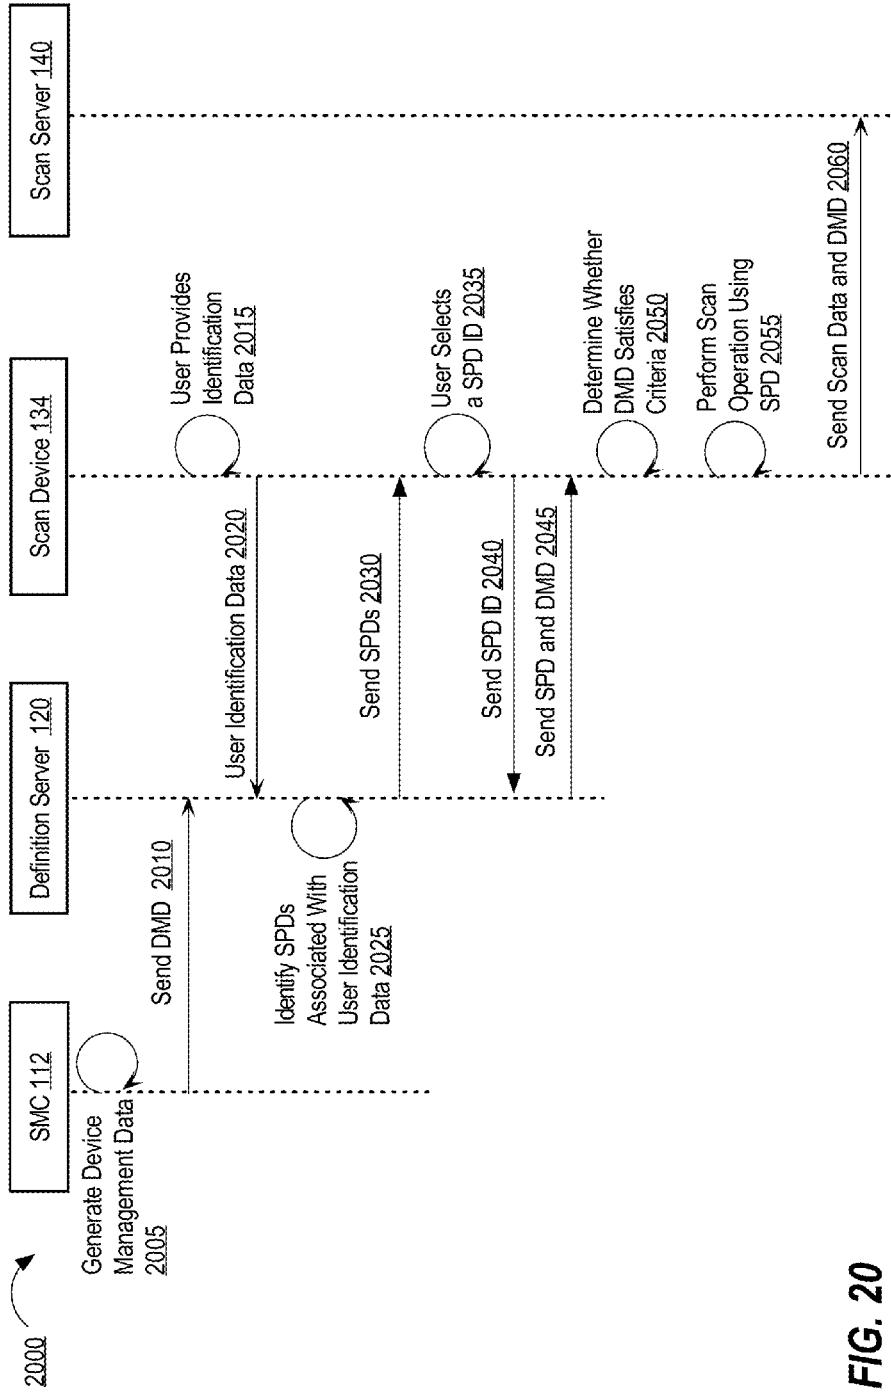 2000
SMC 112
Definition Server 120
Scan Device 134
Scan Server 140
Generate Device
Management Data
2005
Send DMD 2010
User Provides
Identification
Data 2015
User Identification Data 2020
Identify SPDs
Associated With
User Identification
Data 2025
Send SPDs 2030
User Selects
a SPD ID 2035
Send SPD ID 2040
Send SPD and DMD 2045
Determine Whether
DMD Satisfies
Criteria 2050
Perform Scan
Operation Using
SPD 2055
Send Scan Data and DMD 2060
FIG. 20